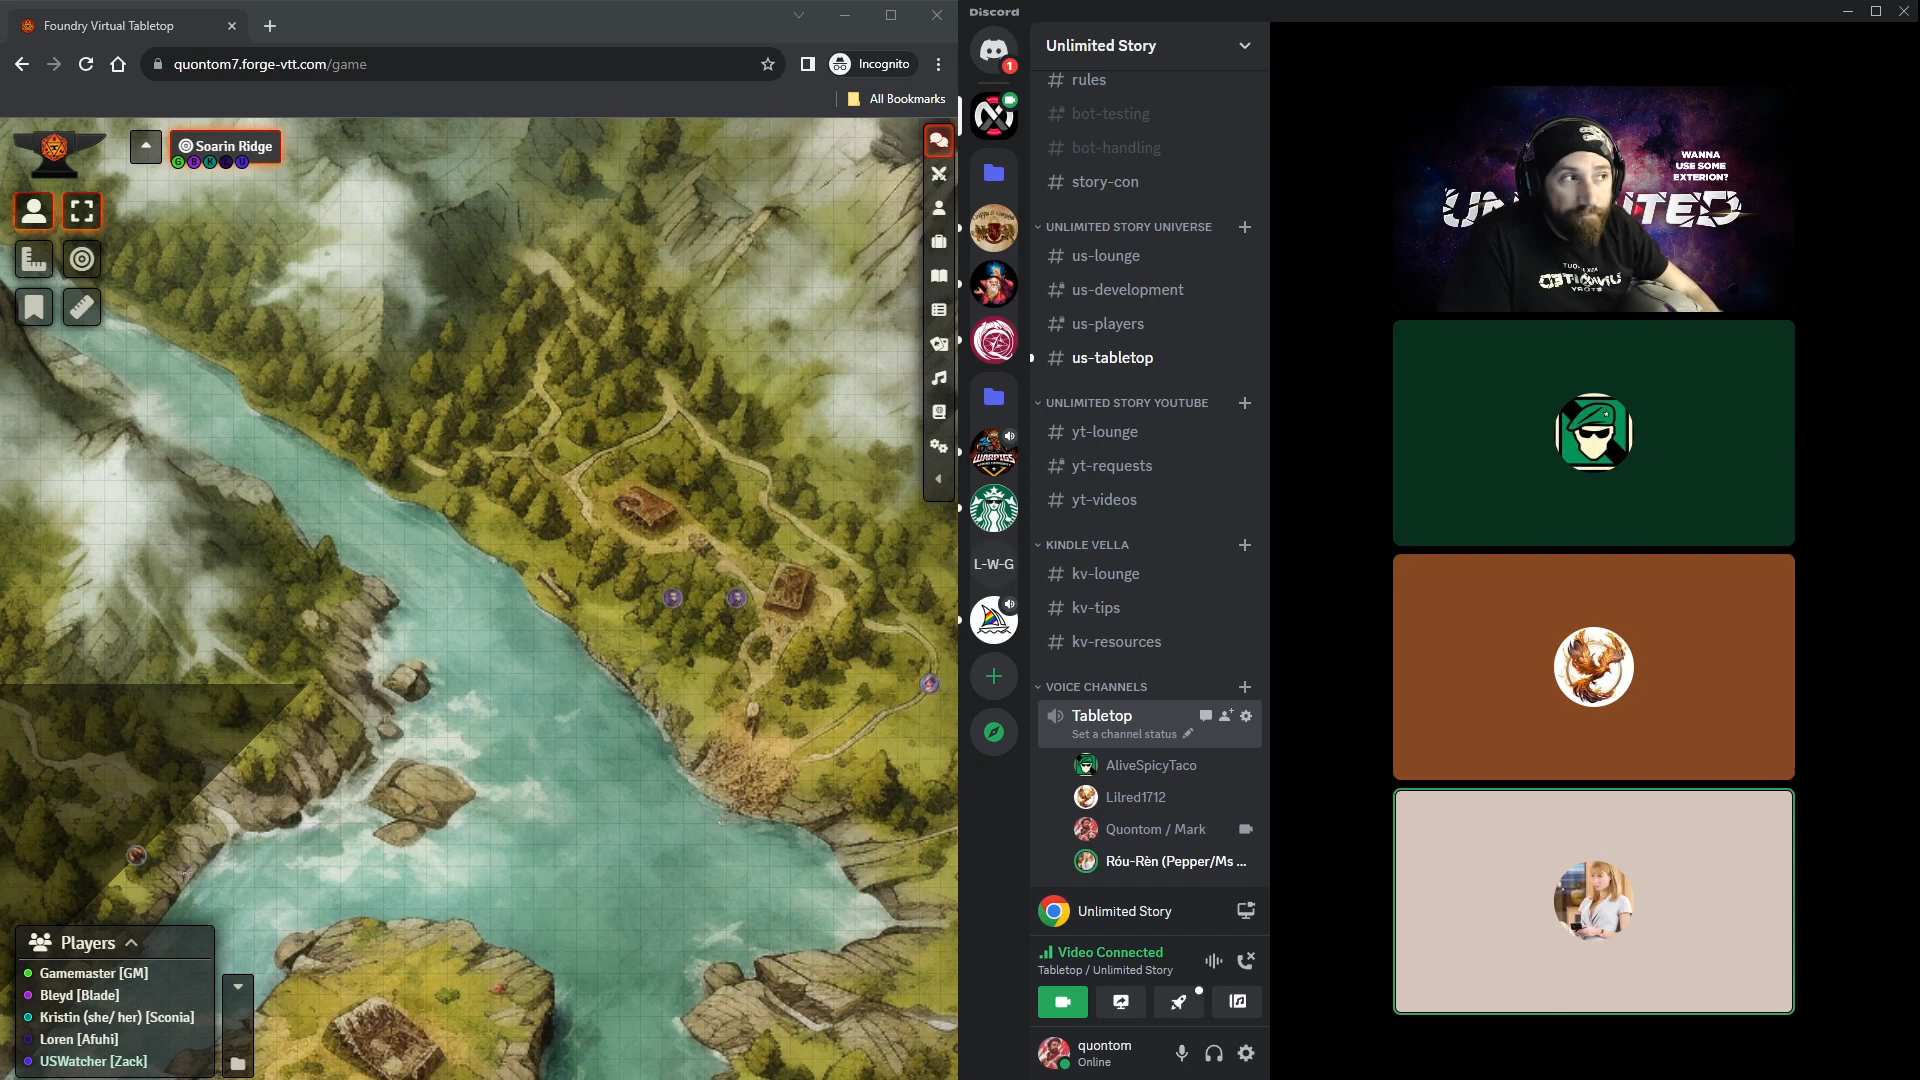 Foundry Virtual Tabletop
quontom7.forge-vtt.com/game
Incognito
All Bookmarks
Soarin Ridge
G
B
K
U
Players
Gamemaster [GM]
Bleyd [Blade]
Kristin (she/ her) [Sconia]
Loren [Afuhi]
USWatcher [Zack]
Discord
1
WARPIGS
L-W-G
Unlimited Story
rules
bot-testing
bot-handling
story-con
UNLIMITED STORY UNIVERSE
us-lounge
us-development
us-players
us-tabletop
UNLIMITED STORY YOUTUBE
yt-lounge
yt-requests
yt-videos
KINDLE VELLA
kv-lounge
kv-tips
kv-resources
VOICE CHANNELS
Tabletop
Set a channel status
AliveSpicyTaco
Lilred1712
Quontom / Mark
Róu-Rèn (Pepper/Ms ...
Unlimited Story
Video Connected
Tabletop / Unlimited Story
quontom
Online
WANNA
USE SOME
EXTERION?
UN ITED